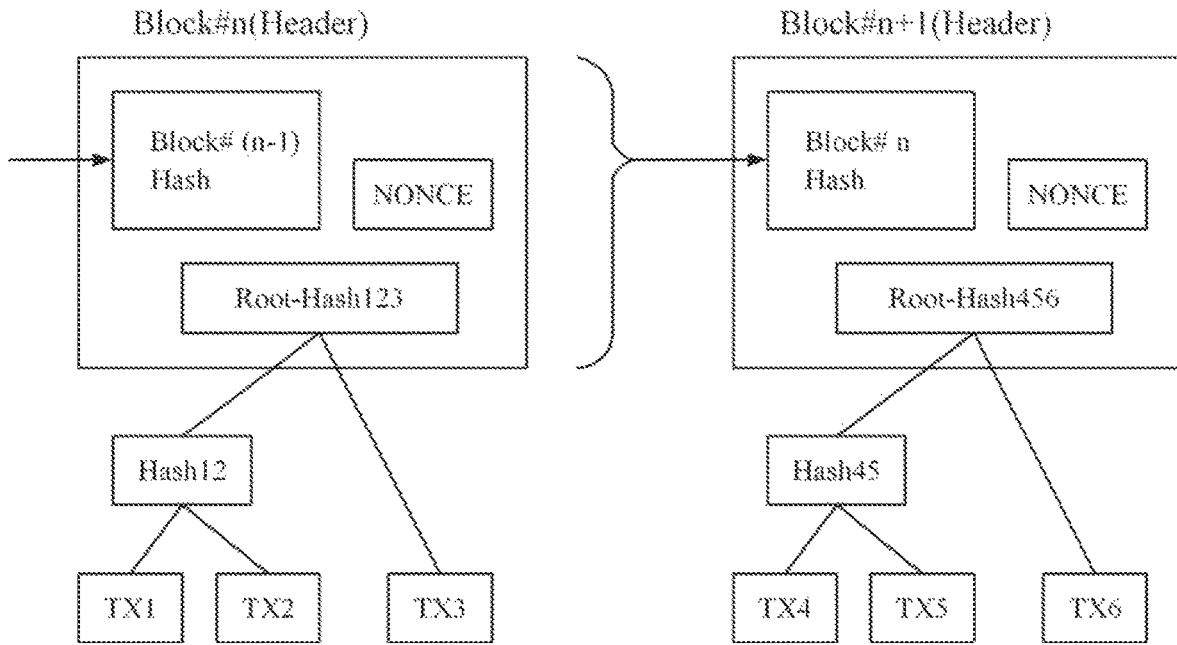 Block#n(Header)
Block# (n-1)
Hash
NONCE
Root-Hash123
Hash12
TX1
TX2
TX3
Block#n+1(Header)
Block# n
Hash
NONCE
Root-Hash456
Hash45
TX4
TX5
TX6